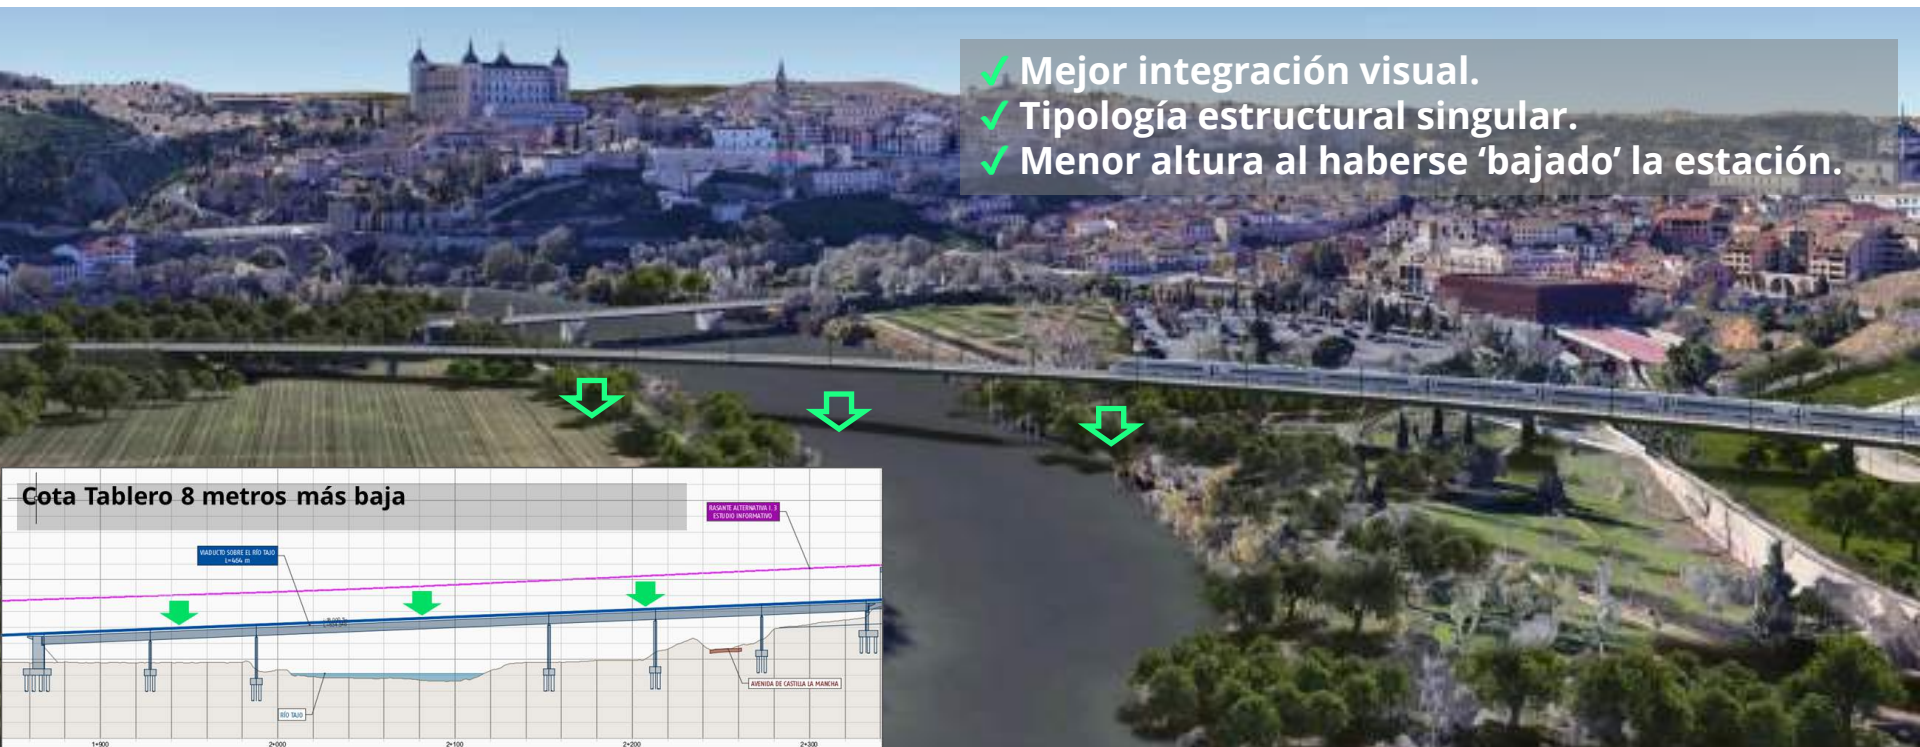 ✓ Mejor integración visual.
✓ Tipología estructural singular.
✓ Menor altura al haberse ‘bajado’ la estación.
Cota Tablero 8 metros más baja
RASANTE ALTERNATIVA I.3
ESTUDIO INFORMATIVO
VIADUCTO SOBRE EL RÍO TAJO
L=464 m
AVENIDA DE CASTILLA LA MANCHA
RÍO TAJO
1+900
2+000
2+100
2+200
2+300